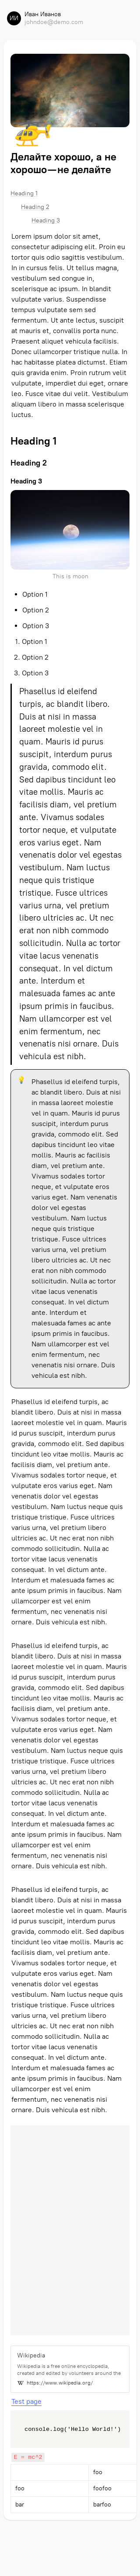 ИИ
Иван Иванов
johndoe@demo.com
Делайте хорошо, а не
хорошо — не делайте
Heading 1
Heading 2
Heading 3
Lorem ipsum dolor sit amet,
consectetur adipiscing elit. Proin eu
tortor quis odio sagittis vestibulum.
In in cursus felis. Ut tellus magna,
vestibulum sed congue in,
scelerisque ac ipsum. In blandit
vulputate varius. Suspendisse
tempus vulputate sem sed
fermentum. Ut ante lectus, suscipit
at mauris et, convallis porta nunc.
Praesent aliquet vehicula facilisis.
Donec ullamcorper tristique nulla. In
hac habitasse platea dictumst. Etiam
quis gravida enim. Proin rutrum velit
vulputate, imperdiet dui eget, ornare
leo. Fusce vitae dui velit. Vestibulum
aliquam libero in massa scelerisque
luctus.
Heading 1
Heading 2
Heading 3
This is moon
• Option 1
• Option 2
• Option 3
1. Option 1
2. Option 2
3. Option 3
Phasellus id eleifend
turpis, ac blandit libero.
Duis at nisi in massa
laoreet molestie vel in
quam. Mauris id purus
suscipit, interdum purus
gravida, commodo elit.
Sed dapibus tincidunt leo
vitae mollis. Mauris ac
facilisis diam, vel pretium
ante. Vivamus sodales
tortor neque, et vulputate
eros varius eget. Nam
venenatis dolor vel egestas
vestibulum. Nam luctus
neque quis tristique
tristique. Fusce ultrices
varius urna, vel pretium
libero ultricies ac. Ut nec
erat non nibh commodo
sollicitudin. Nulla ac tortor
vitae lacus venenatis
consequat. In vel dictum
ante. Interdum et
malesuada fames ac ante
ipsum primis in faucibus.
Nam ullamcorper est vel
enim fermentum, nec
venenatis nisi ornare. Duis
vehicula est nibh.
Phasellus id eleifend turpis,
ac blandit libero. Duis at nisi
in massa laoreet molestie
vel in quam. Mauris id purus
suscipit, interdum purus
gravida, commodo elit. Sed
dapibus tincidunt leo vitae
mollis. Mauris ac facilisis
diam, vel pretium ante.
Vivamus sodales tortor
neque, et vulputate eros
varius eget. Nam venenatis
dolor vel egestas
vestibulum. Nam luctus
neque quis tristique
tristique. Fusce ultrices
varius urna, vel pretium
libero ultricies ac. Ut nec
erat non nibh commodo
sollicitudin. Nulla ac tortor
vitae lacus venenatis
consequat. In vel dictum
ante. Interdum et
malesuada fames ac ante
ipsum primis in faucibus.
Nam ullamcorper est vel
enim fermentum, nec
venenatis nisi ornare. Duis
vehicula est nibh.
Phasellus id eleifend turpis, ac
blandit libero. Duis at nisi in massa
laoreet molestie vel in quam. Mauris
id purus suscipit, interdum purus
gravida, commodo elit. Sed dapibus
tincidunt leo vitae mollis. Mauris ac
facilisis diam, vel pretium ante.
Vivamus sodales tortor neque, et
vulputate eros varius eget. Nam
venenatis dolor vel egestas
vestibulum. Nam luctus neque quis
tristique tristique. Fusce ultrices
varius urna, vel pretium libero
ultricies ac. Ut nec erat non nibh
commodo sollicitudin. Nulla ac
tortor vitae lacus venenatis
consequat. In vel dictum ante.
Interdum et malesuada fames ac
ante ipsum primis in faucibus. Nam
ullamcorper est vel enim
fermentum, nec venenatis nisi
ornare. Duis vehicula est nibh.
Phasellus id eleifend turpis, ac
blandit libero. Duis at nisi in massa
laoreet molestie vel in quam. Mauris
id purus suscipit, interdum purus
gravida, commodo elit. Sed dapibus
tincidunt leo vitae mollis. Mauris ac
facilisis diam, vel pretium ante.
Vivamus sodales tortor neque, et
vulputate eros varius eget. Nam
venenatis dolor vel egestas
vestibulum. Nam luctus neque quis
tristique tristique. Fusce ultrices
varius urna, vel pretium libero
ultricies ac. Ut nec erat non nibh
commodo sollicitudin. Nulla ac
tortor vitae lacus venenatis
consequat. In vel dictum ante.
Interdum et malesuada fames ac
ante ipsum primis in faucibus. Nam
ullamcorper est vel enim
fermentum, nec venenatis nisi
ornare. Duis vehicula est nibh.
Phasellus id eleifend turpis, ac
blandit libero. Duis at nisi in massa
laoreet molestie vel in quam. Mauris
id purus suscipit, interdum purus
gravida, commodo elit. Sed dapibus
tincidunt leo vitae mollis. Mauris ac
facilisis diam, vel pretium ante.
Vivamus sodales tortor neque, et
vulputate eros varius eget. Nam
venenatis dolor vel egestas
vestibulum. Nam luctus neque quis
tristique tristique. Fusce ultrices
varius urna, vel pretium libero
ultricies ac. Ut nec erat non nibh
commodo sollicitudin. Nulla ac
tortor vitae lacus venenatis
consequat. In vel dictum ante.
Interdum et malesuada fames ac
ante ipsum primis in faucibus. Nam
ullamcorper est vel enim
fermentum, nec venenatis nisi
ornare. Duis vehicula est nibh.
Wikipedia
Wikipedia is a free online encyclopedia,
created and edited by volunteers around the
W https://www.wikipedia.org/
Test page
console.log('Hello World!')
E = mc^2
foo
foo foofoo
bar barfoo